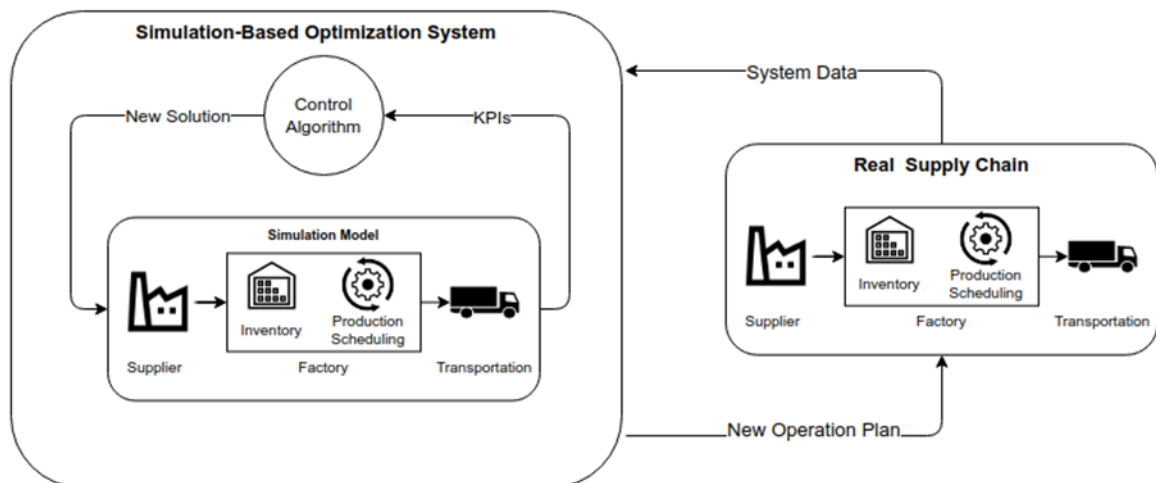 Simulation-Based Optimization System
Control
Algorithm
New Solution
KPIs
Simulation Model
Inventory
Production
Scheduling
Supplier
Factory
Transportation
System Data
Real Supply Chain
Inventory
Production
Scheduling
Supplier
Factory
Transportation
New Operation Plan